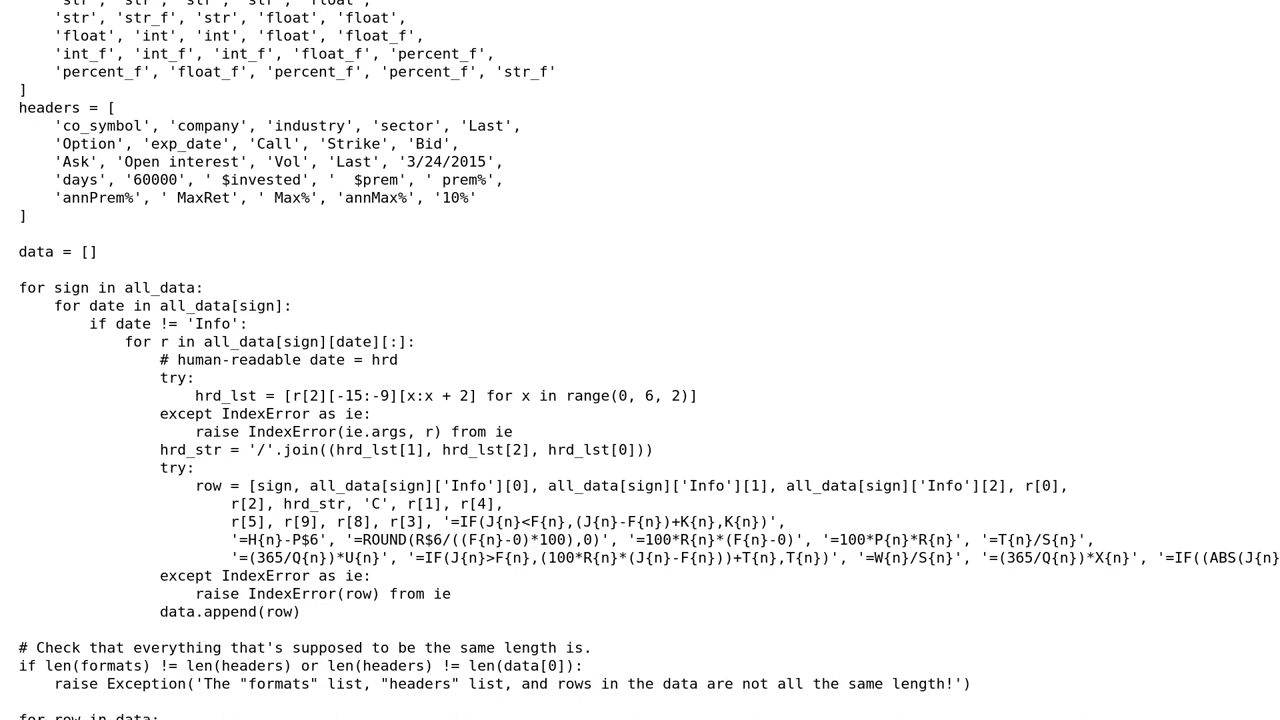 'str', 'str', 'str', 'str', 'float',
'str', 'str_f', 'str', 'float', 'float',
'float', 'int', 'int', 'float', 'float_f',
'int_f', 'int_f', 'int_f', 'float_f', 'percent_f',
'percent_f', 'float_f', 'percent_f', 'percent_f', 'str_f'
]
headers = [
'co_symbol', 'company', 'industry', 'sector', 'Last',
'Option', 'exp_date', 'Call', 'Strike', 'Bid',
'Ask', 'Open interest', 'Vol', 'Last', '3/24/2015',
'days', '60000', ' $invested', '  $prem', ' prem%',
'annPrem%', ' MaxRet', ' Max%', 'annMax%', '10%'
]
data = []
for sign in all_data:
for date in all_data[sign]:
if date != 'Info':
for r in all_data[sign][date][:]:
# human-readable date = hrd
try:
hrd_lst = [r[2][-15:-9][x:x + 2] for x in range(0, 6, 2)]
except IndexError as ie:
raise IndexError(ie.args, r) from ie
hrd_str = '/'.join((hrd_lst[1], hrd_lst[2], hrd_lst[0]))
try:
row = [sign, all_data[sign]['Info'][0], all_data[sign]['Info'][1], all_data[sign]['Info'][2], r[0],
r[2], hrd_str, 'C', r[1], r[4],
r[5], r[9], r[8], r[3], '=IF(J{n}<F{n},(J{n}-F{n})+K{n},K{n})',
'=H{n}-P$6', '=ROUND(R$6/((F{n}-0)*100),0)', '=100*R{n}*(F{n}-0)', '=100*P{n}*R{n}', '=T{n}/S{n}',
'=(365/Q{n})*U{n}', '=IF(J{n}>F{n},(100*R{n}*(J{n}-F{n}))+T{n},T{n})', '=W{n}/S{n}', '=(365/Q{n})*X{n}', '=IF((ABS(J{n}
except IndexError as ie:
raise IndexError(row) from ie
data.append(row)
# Check that everything that's supposed to be the same length is.
if len(formats) != len(headers) or len(headers) != len(data[0]):
raise Exception('The "formats" list, "headers" list, and rows in the data are not all the same length!')
for row in data: